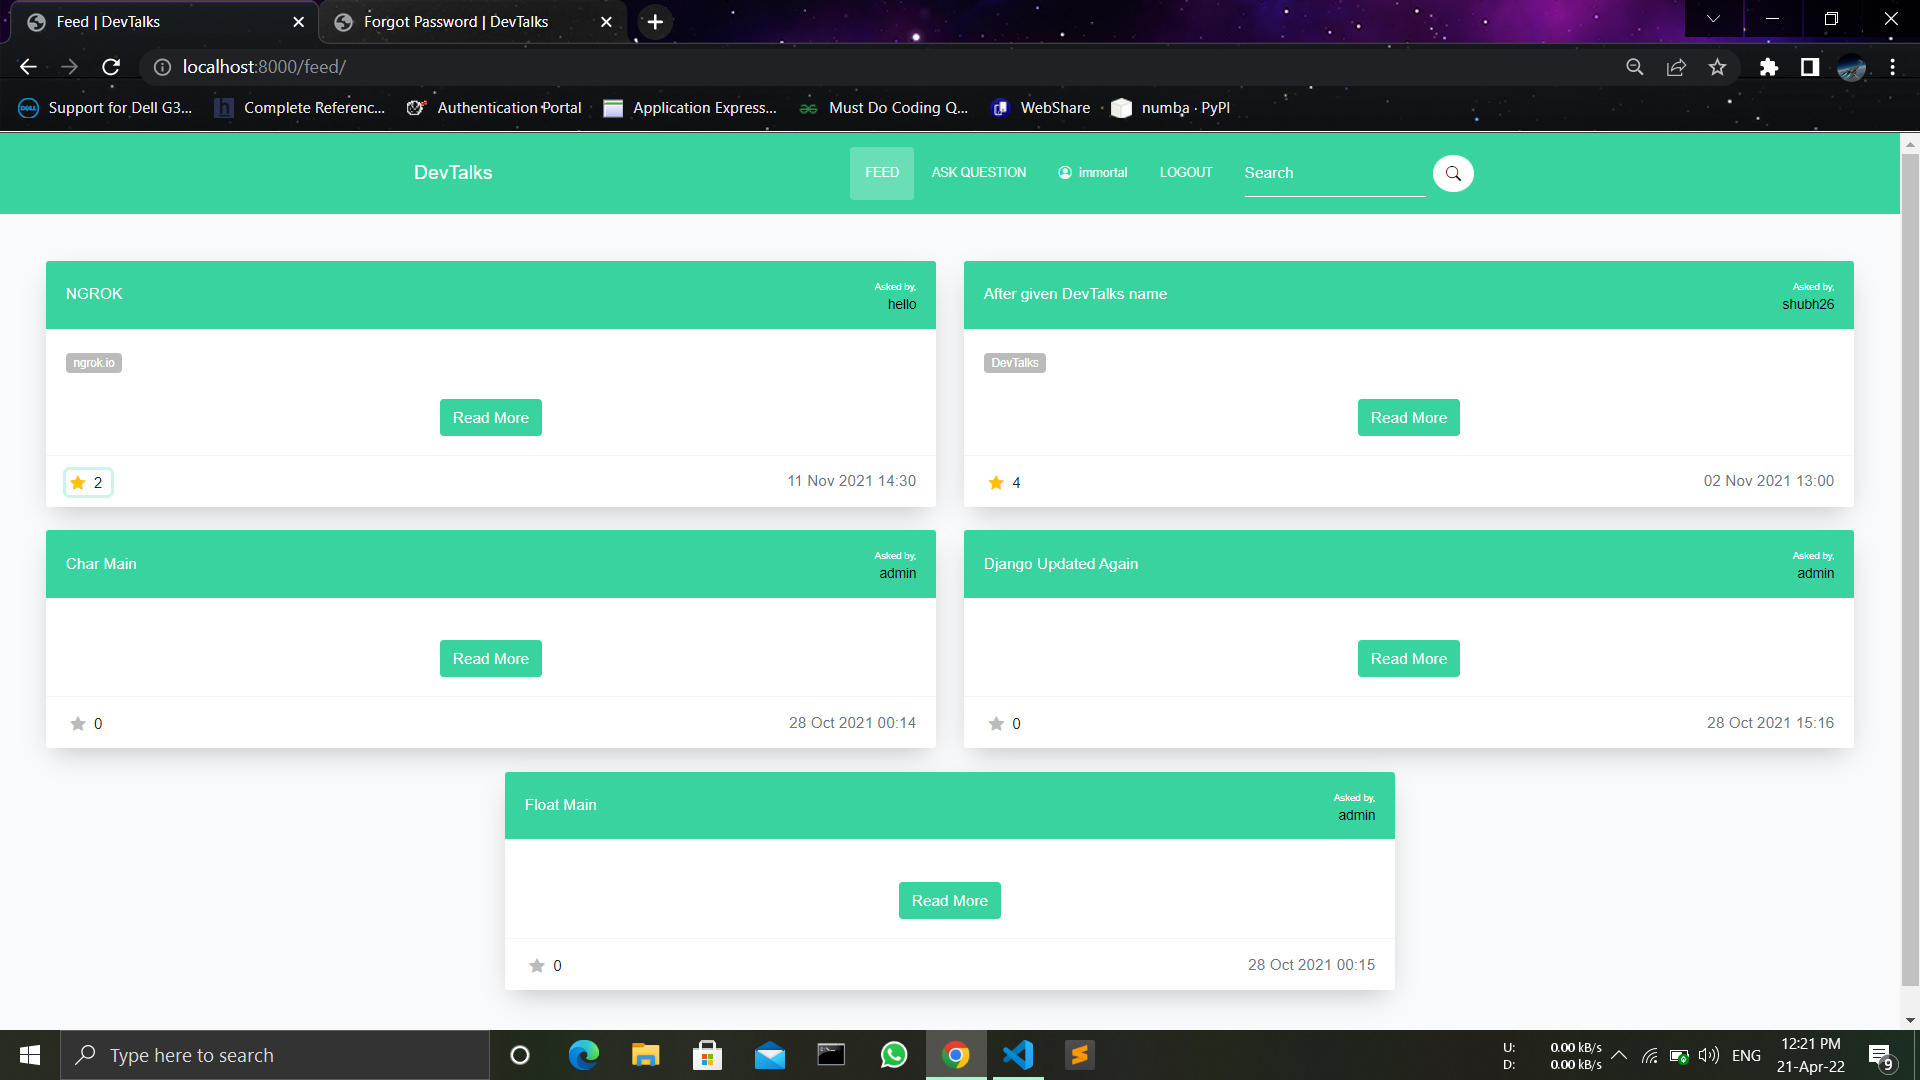 Feed | DevTalks
Forgot Password | DevTalks
localhost:8000/feed/
Support for Dell G3...
Complete Referenc...
Authentication Portal
Application Express...
Must Do Coding Q...
WebShare
numba · PyPI
DevTalks
FEED
ASK QUESTION
immortal
LOGOUT
Search
NGROK
Asked by,
hello
ngrok.io
Read More
2
11 Nov 2021 14:30
After given DevTalks name
Asked by,
shubh26
DevTalks
Read More
4
02 Nov 2021 13:00
Char Main
Asked by,
admin
Read More
0
28 Oct 2021 00:14
Django Updated Again
Asked by,
admin
Read More
0
28 Oct 2021 15:16
Float Main
Asked by,
admin
Read More
0
28 Oct 2021 00:15
Type here to search
U: 0.00 kB/s
D: 0.00 kB/s
ENG
12:21 PM
21-Apr-22
9